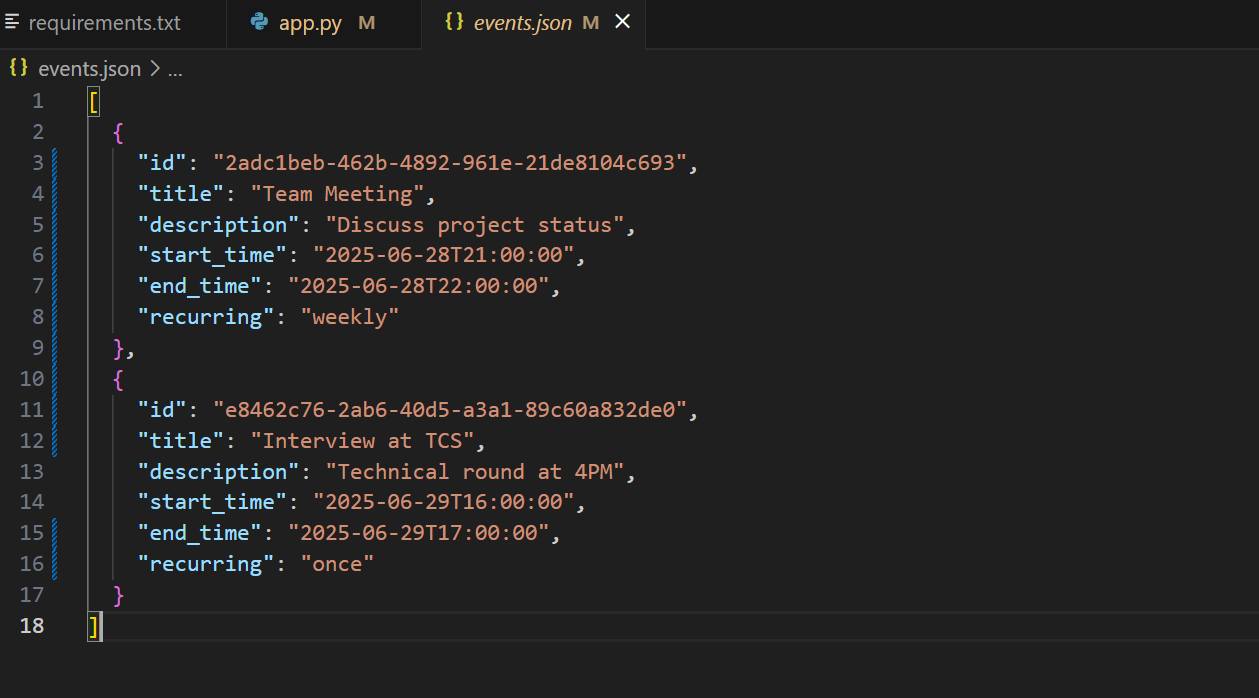 requirements.txt app.py M {} events.json M ×
{} events.json > ...
1 [
2 {
3 "id": "2adc1beb-462b-4892-961e-21de8104c693",
4 "title": "Team Meeting",
5 "description": "Discuss project status",
6 "start_time": "2025-06-28T21:00:00",
7 "end_time": "2025-06-28T22:00:00",
8 "recurring": "weekly"
9 },
10 {
11 "id": "e8462c76-2ab6-40d5-a3a1-89c60a832de0",
12 "title": "Interview at TCS",
13 "description": "Technical round at 4PM",
14 "start_time": "2025-06-29T16:00:00",
15 "end_time": "2025-06-29T17:00:00",
16 "recurring": "once"
17 }
18 ]